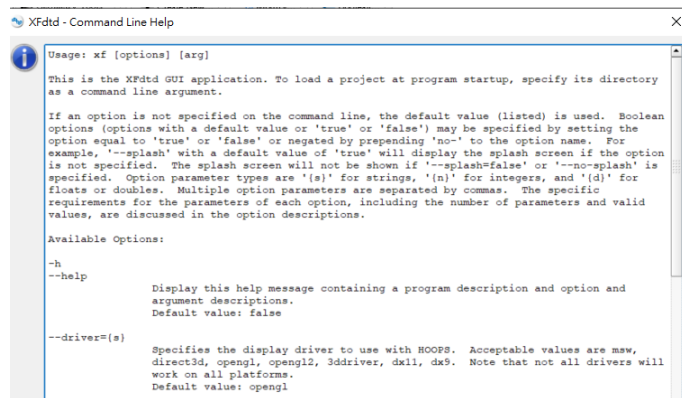 XFdtd - Command Line Help
Usage: xf [options] [arg]
This is the XFdtd GUI application. To load a project at program startup, specify its directory
as a command line argument.
If an option is not specified on the command line, the default value (listed) is used. Boolean
options (options with a default value or 'true' or 'false') may be specified by setting the
option equal to 'true' or 'false' or negated by prepending 'no-' to the option name. For
example, '--splash' with a default value of 'true' will display the splash screen if the option
is not specified. The splash screen will not be shown if '--splash=false' or '--no-splash' is
specified. Option parameter types are '{s}' for strings, '{n}' for integers, and '{d}' for
floats or doubles. Multiple option parameters are separated by commas. The specific
requirements for the parameters of each option, including the number of parameters and valid
values, are discussed in the option descriptions.
Available Options:
-h
--help
Display this help message containing a program description and option and
argument descriptions.
Default value: false
--driver={s}
Specifies the display driver to use with HOOPS. Acceptable values are msw,
direct3d, opengl, opengl2, 3ddriver, dx11, dx9. Note that not all drivers will
work on all platforms.
Default value: opengl